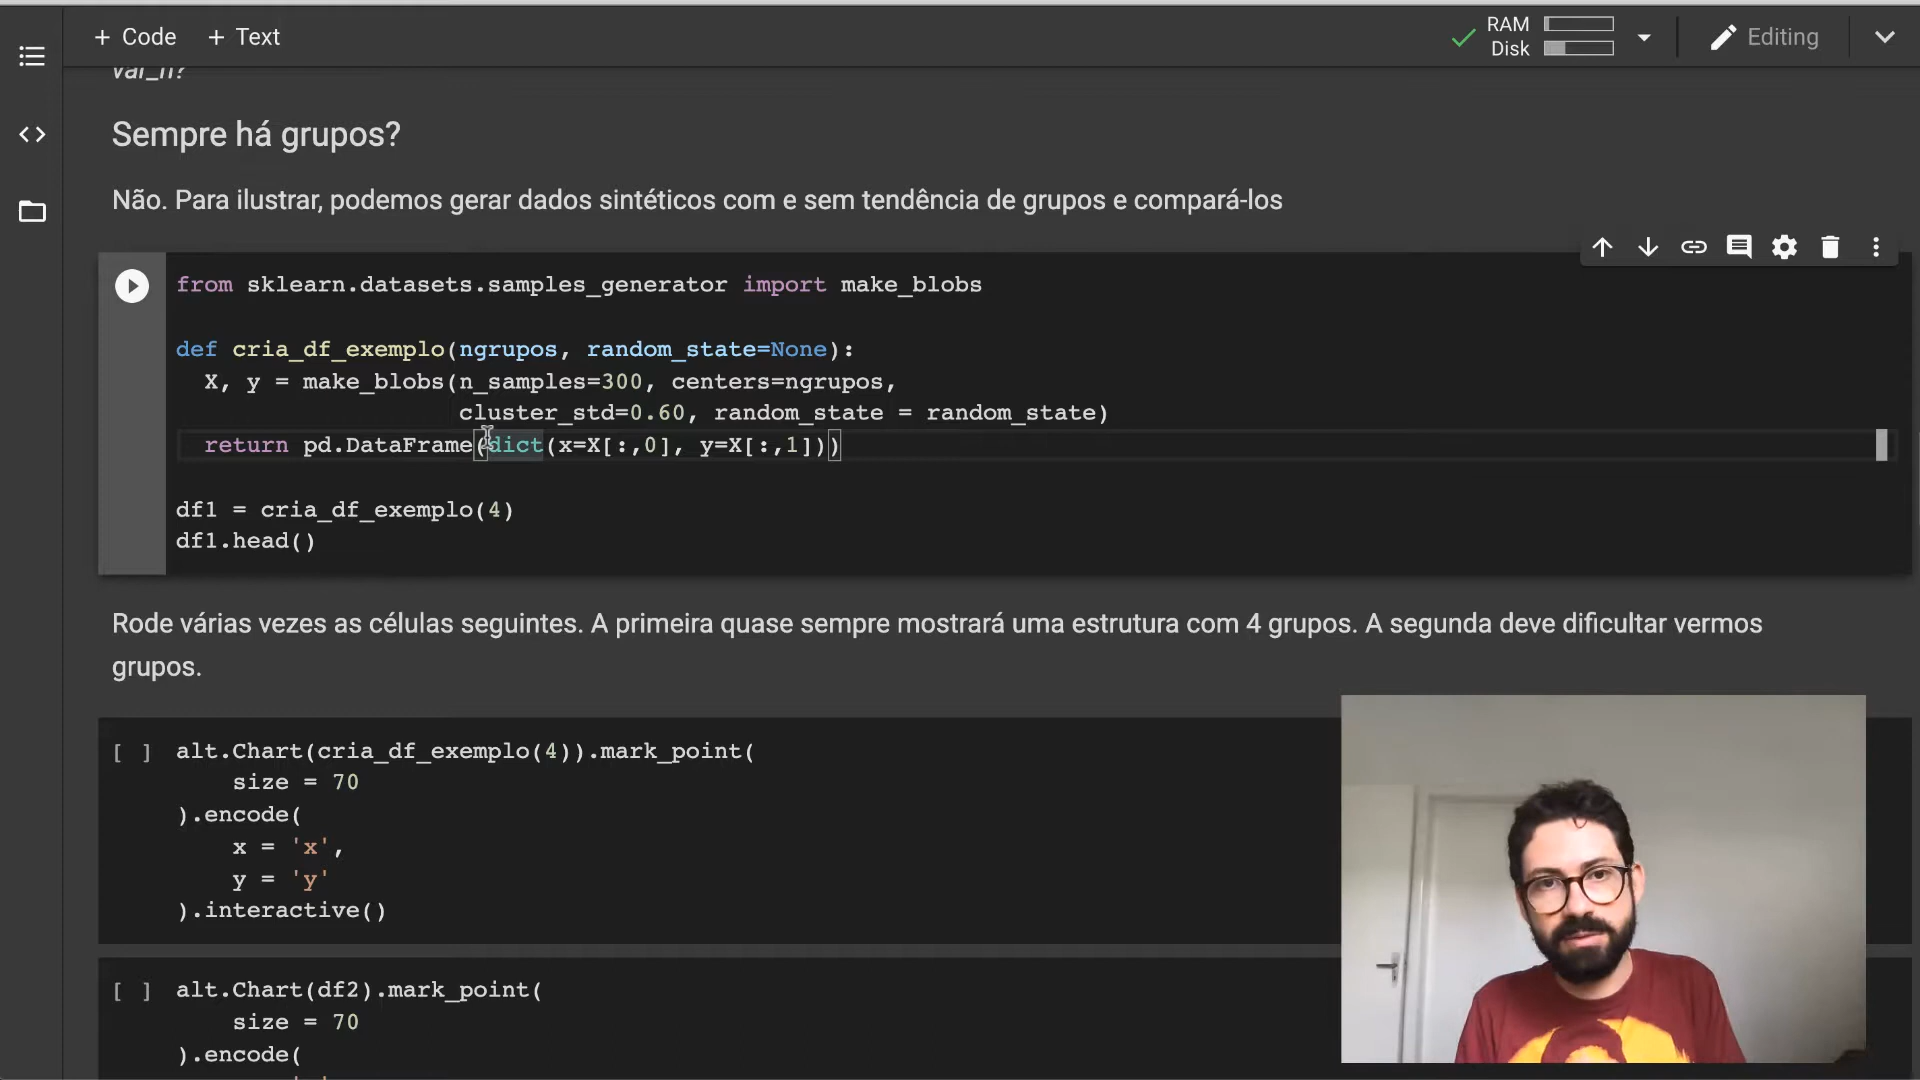 + Code + Text
RAM
Disk
Editing
var_n?
Sempre há grupos?
Não. Para ilustrar, podemos gerar dados sintéticos com e sem tendência de grupos e compará-los
from sklearn.datasets.samples_generator import make_blobs
def cria_df_exemplo(ngrupos, random_state=None):
X, y = make_blobs(n_samples=300, centers=ngrupos,
cluster_std=0.60, random_state = random_state)
return pd.DataFrame(dict(x=X[:,0], y=X[:,1]))
df1 = cria_df_exemplo(4)
df1.head()
Rode várias vezes as células seguintes. A primeira quase sempre mostrará uma estrutura com 4 grupos. A segunda deve dificultar vermos
grupos.
[ ] alt.Chart(cria_df_exemplo(4)).mark_point(
size = 70
).encode(
x = 'x',
y = 'y'
).interactive()
[ ] alt.Chart(df2).mark_point(
size = 70
).encode(